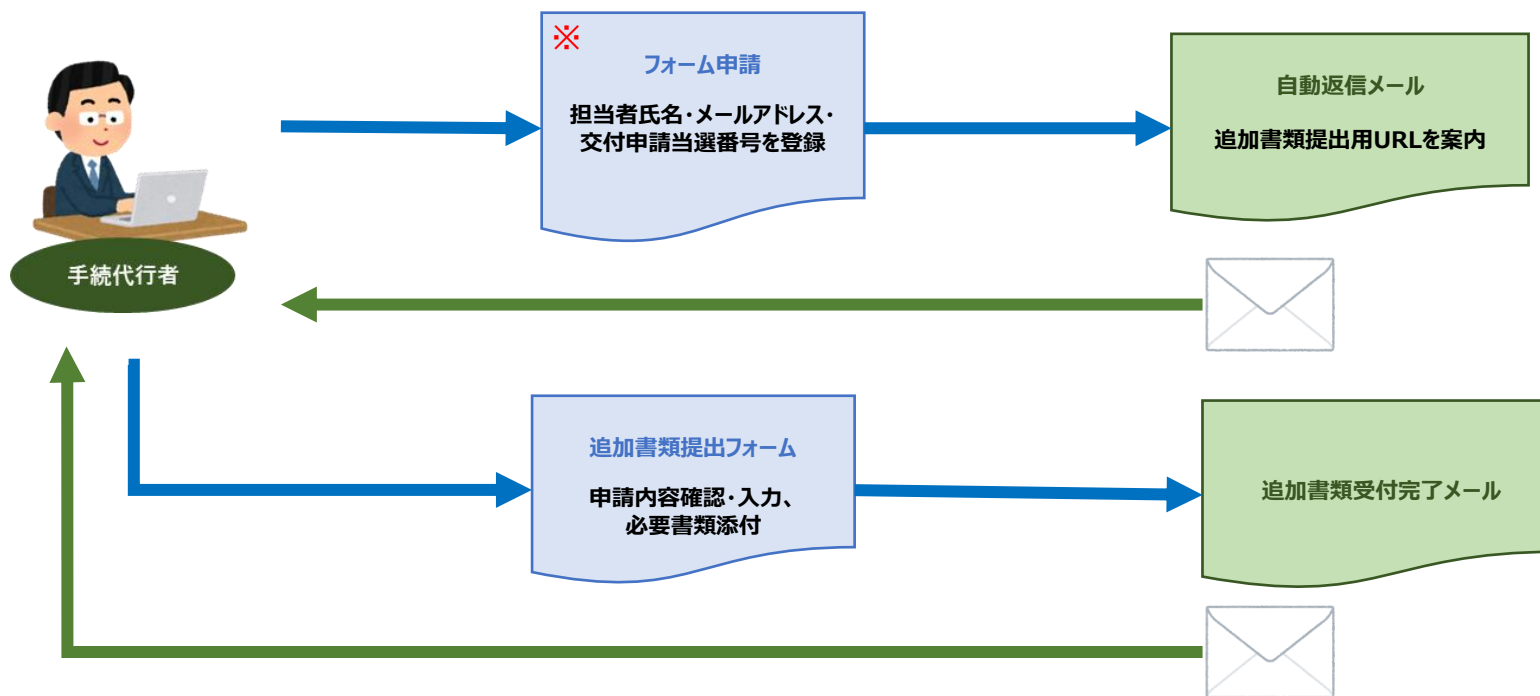 ※
フォーム申請
担当者氏名・メールアドレス・
交付申請当選番号を登録
自動返信メール
追加書類提出用URLを案内
手続代行者
追加書類提出フォーム
申請内容確認・入力、
必要書類添付
追加書類受付完了メール